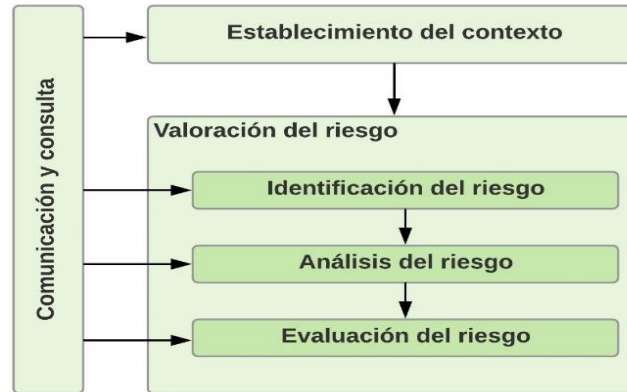 Comunicación y consulta
Establecimiento del contexto
Valoración del riesgo
Identificación del riesgo
Análisis del riesgo
Evaluación del riesgo